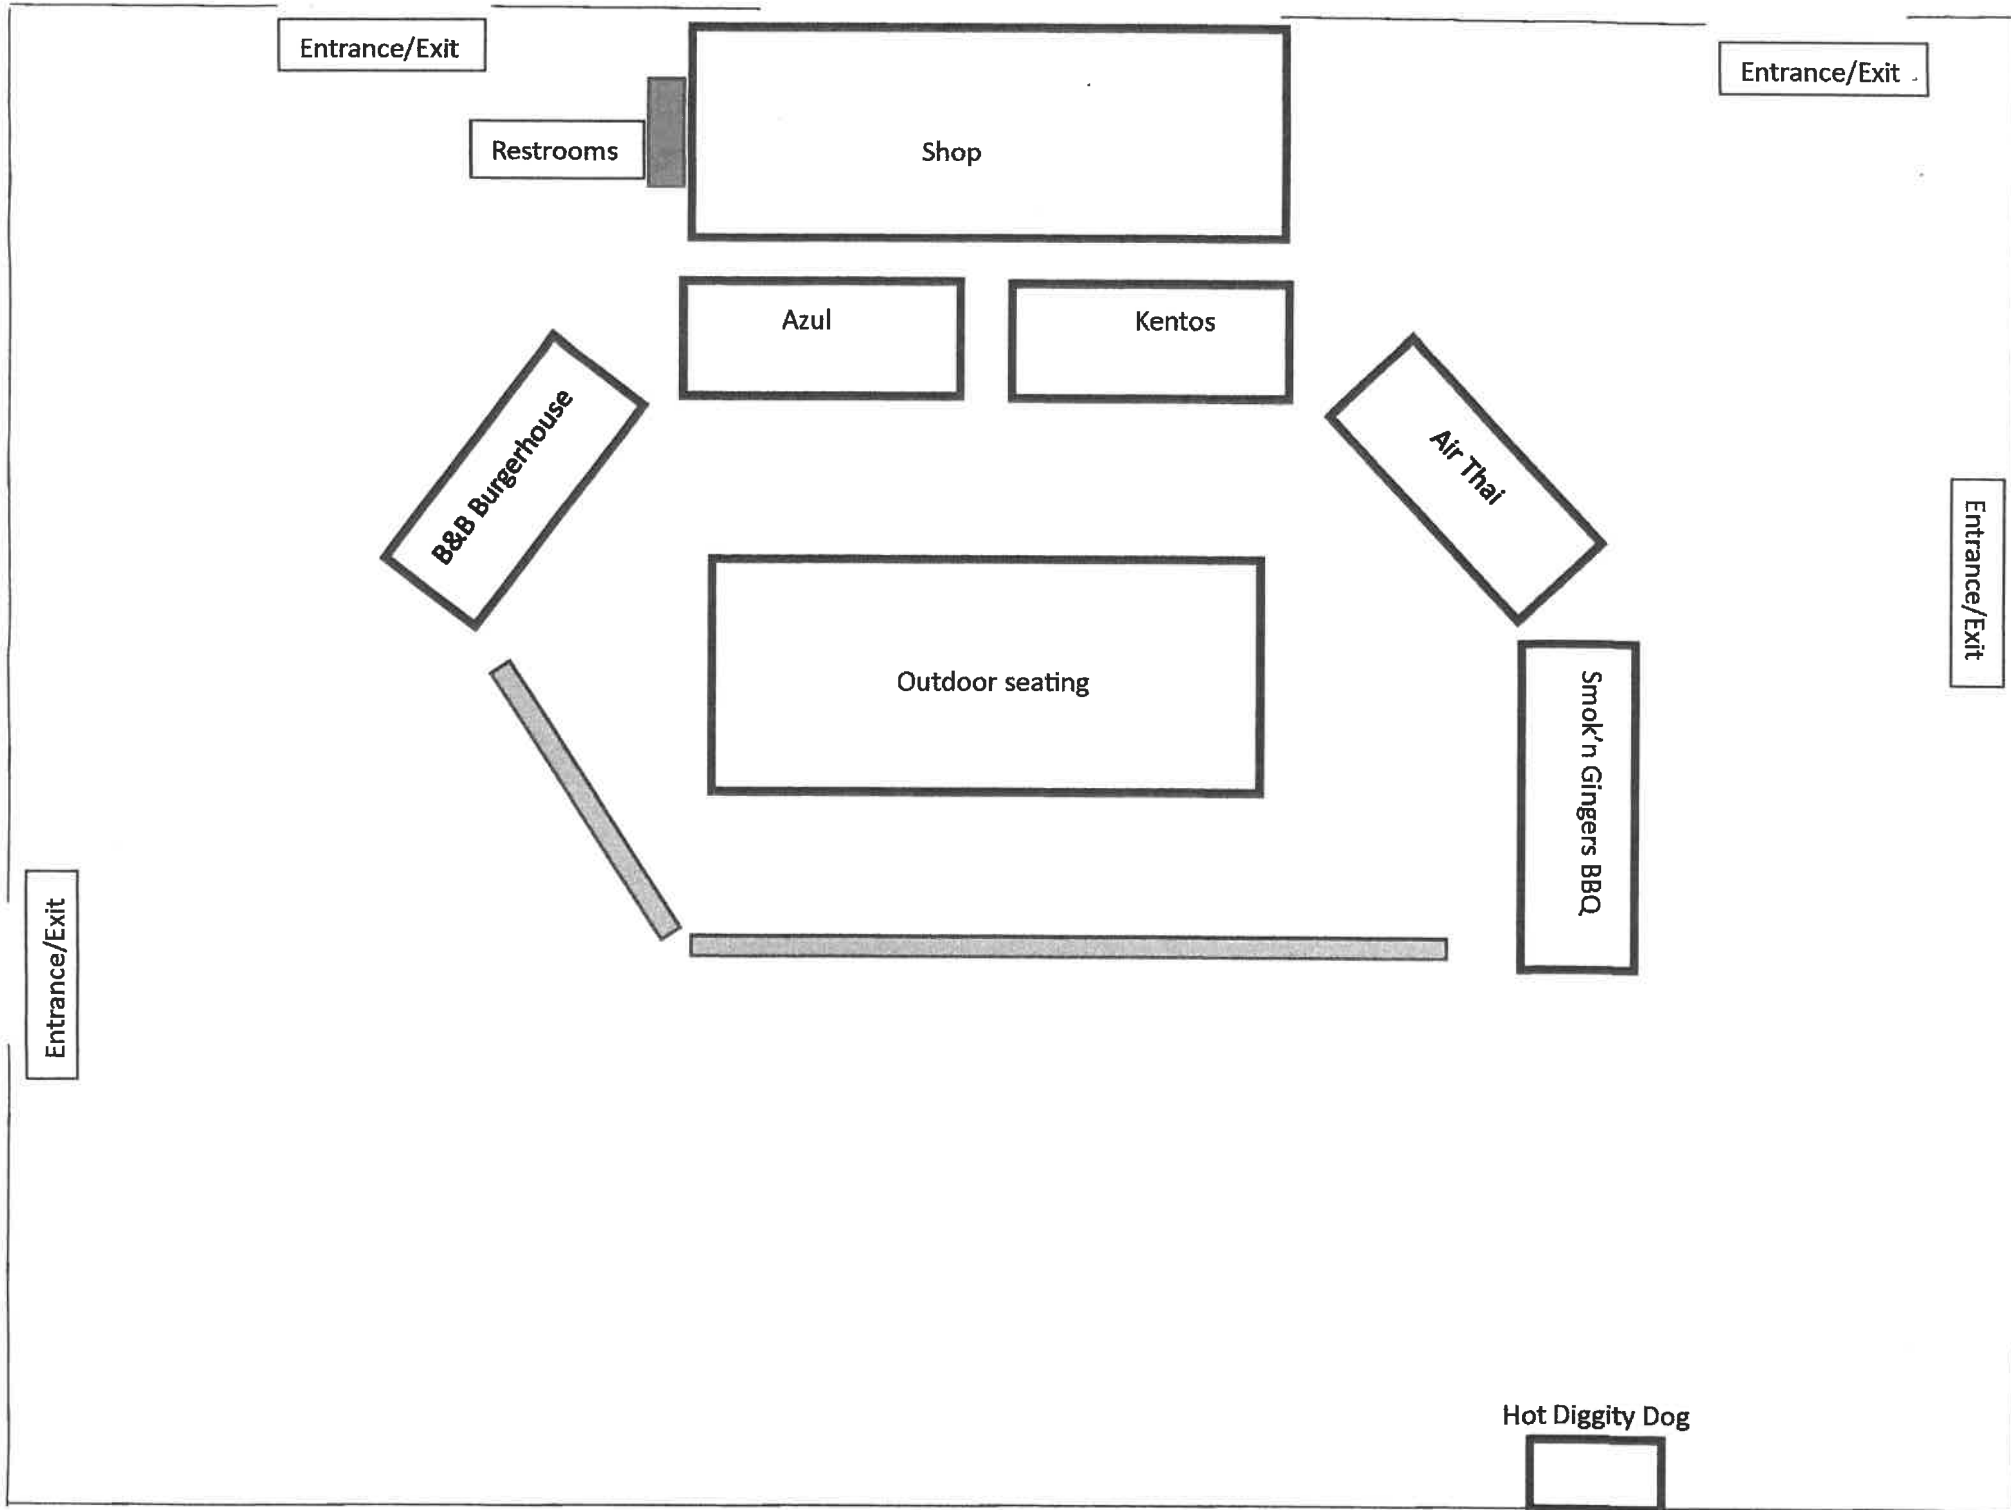 Entrance/Exit
Entrance/Exit
Restrooms
Shop
Azul
Kentos
B&B Burgerhouse
Air Thai
Entrance/Exit
Outdoor seating
Smok'n Gingers BBQ
Entrance/Exit
Hot Diggity Dog